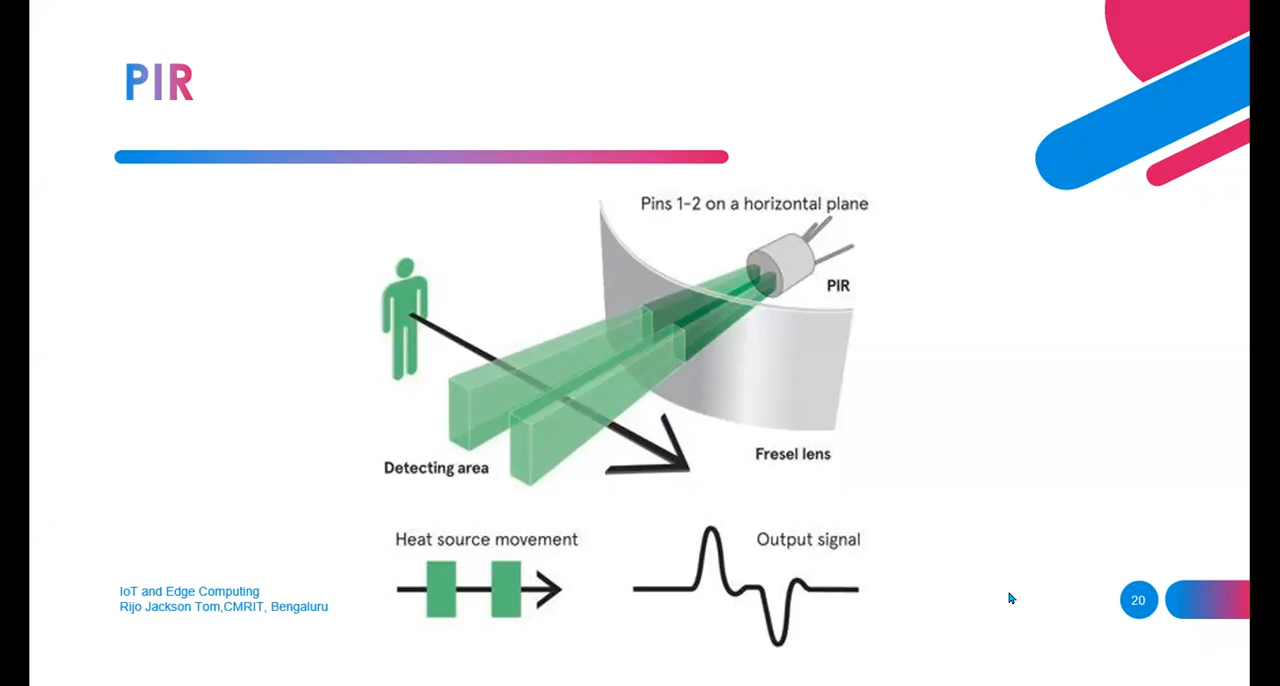 PIR
Pins 1-2 on a horizontal plane
PIR
Detecting area
Fresel lens
Heat source movement
Output signal
IoT and Edge Computing
Rijo Jackson Tom,CMRIT, Bengaluru
20